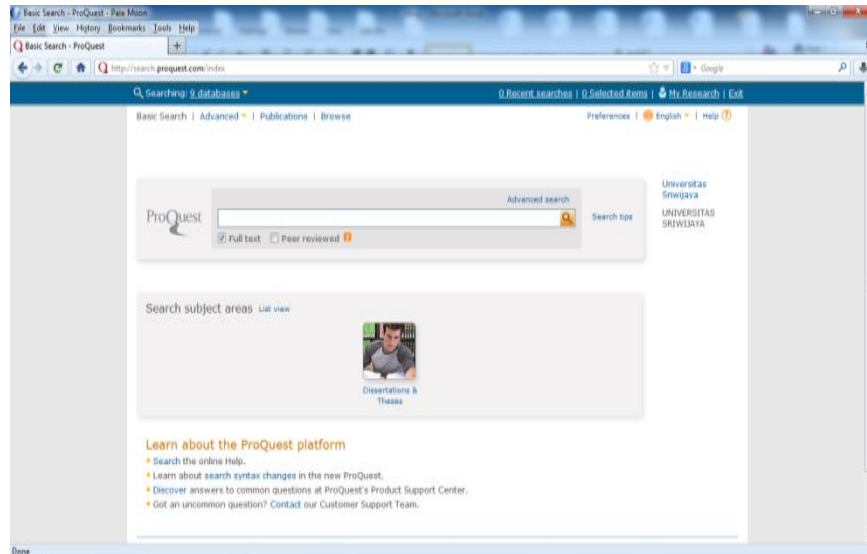 Basic Search - ProQuest - Pale Moon
File Edit View History Bookmarks Tools Help
Basic Search - ProQuest +
http://search.proquest.com/index Google
Searching: 9 databases 0 Recent searches | 0 Selected items | My Research | Exit
Basic Search | Advanced | Publications | Browse Preferences | English | Help ?
Universitas
Sriwijaya
Advanced search
ProQuest Search tips UNIVERSITAS
SRIWIJAYA
Full text Peer reviewed
Search subject areas List view
Dissertations &
Theses
Learn about the ProQuest platform
Search the online Help.
Learn about search syntax changes in the new ProQuest.
Discover answers to common questions at ProQuest's Product Support Center.
Got an uncommon question? Contact our Customer Support Team.
Done